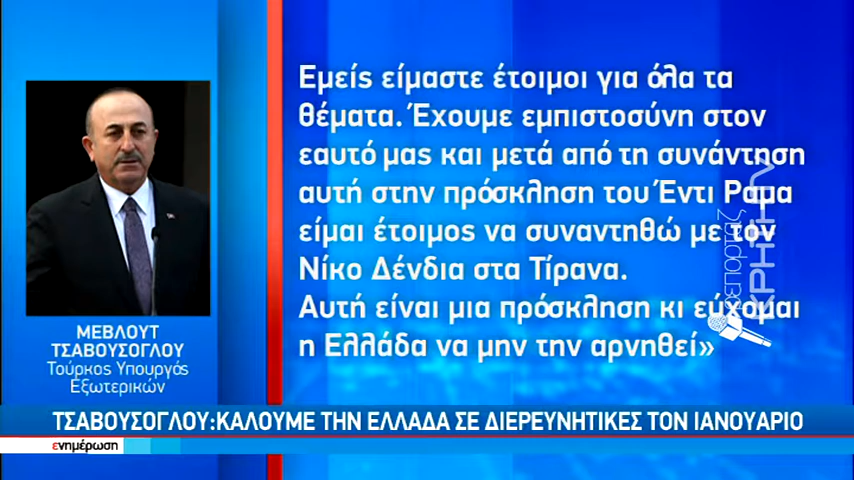 Εμείς είμαστε έτοιμοι για όλα τα
θέματα. Έχουμε εμπιστοσύνη στον
εαυτό μας και μετά από τη συνάντηση
αυτή στην πρόσκληση του Έντι Ραμα
είμαι έτοιμος να συναντηθώ με τον
Νίκο Δένδια στα Τίρανα.
Αυτή είναι μια πρόσκληση κι εύχομαι
η Ελλάδα να μην την αρνηθεί»
ΜΕΒΛΟΥΤ
ΤΣΑΒΟΥΣΟΓΛΟΥ
Τούρκος Υπουργός
Εξωτερικών
ΤΣΑΒΟΥΣΟΓΛΟΥ:ΚΑΛΟΥΜΕ ΤΗΝ ΕΛΛΑΔΑ ΣΕ ΔΙΕΡΕΥΝΗΤΙΚΕΣ ΤΟΝ ΙΑΝΟΥΑΡΙΟ
ενημέρωση